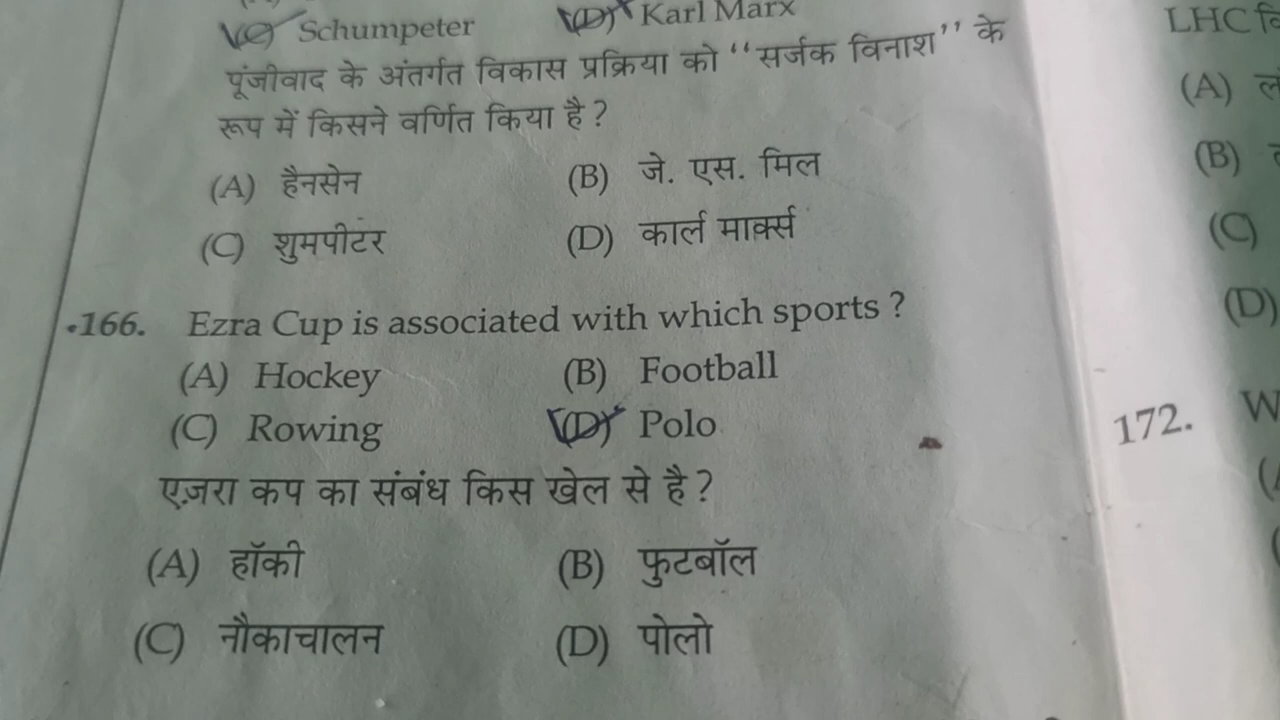 (C) Schumpeter (D) Karl Marx
पूंजीवाद के अंतर्गत विकास प्रक्रिया को ‘‘सर्जक विनाश’’ के
रूप में किसने वर्णित किया है ?
(A) हैनसेन (B) जे. एस. मिल
(C) शुमपीटर (D) कार्ल मार्क्स
166. Ezra Cup is associated with which sports ?
(A) Hockey (B) Football
(C) Rowing (D) Polo
एज़रा कप का संबंध किस खेल से है ?
(A) हॉकी (B) फुटबॉल
(C) नौकाचालन (D) पोलो
LHC
(A)
(B)
(C)
(D)
172.